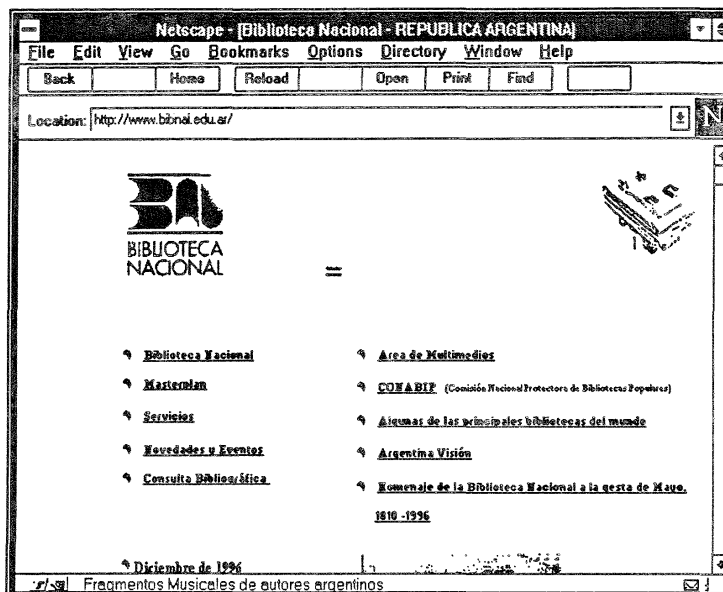 Netscape - [Biblioteca Nacional - REPUBLICA ARGENTINA]
File Edit View Go Bookmarks Options Directory Window Help
Back Home Reload Open Print Find
Location: http://www.bibnal.edu.ar/
N
BN
BIBLIOTECA
NACIONAL
=
Biblioteca Nacional
Masterplan
Servicios
Novedades y Eventos
Consulta Bibliográfica
Area de Multimedios
CONABIP (Comisión Nacional Protectora de Bibliotecas Populares)
Algunas de las principales bibliotecas del mundo
Argentina Visión
Homenaje de la Biblioteca Nacional a la gesta de Mayo.
1810 -1996
Diciembre de 1996
Fragmentos Musicales de autores argentinos